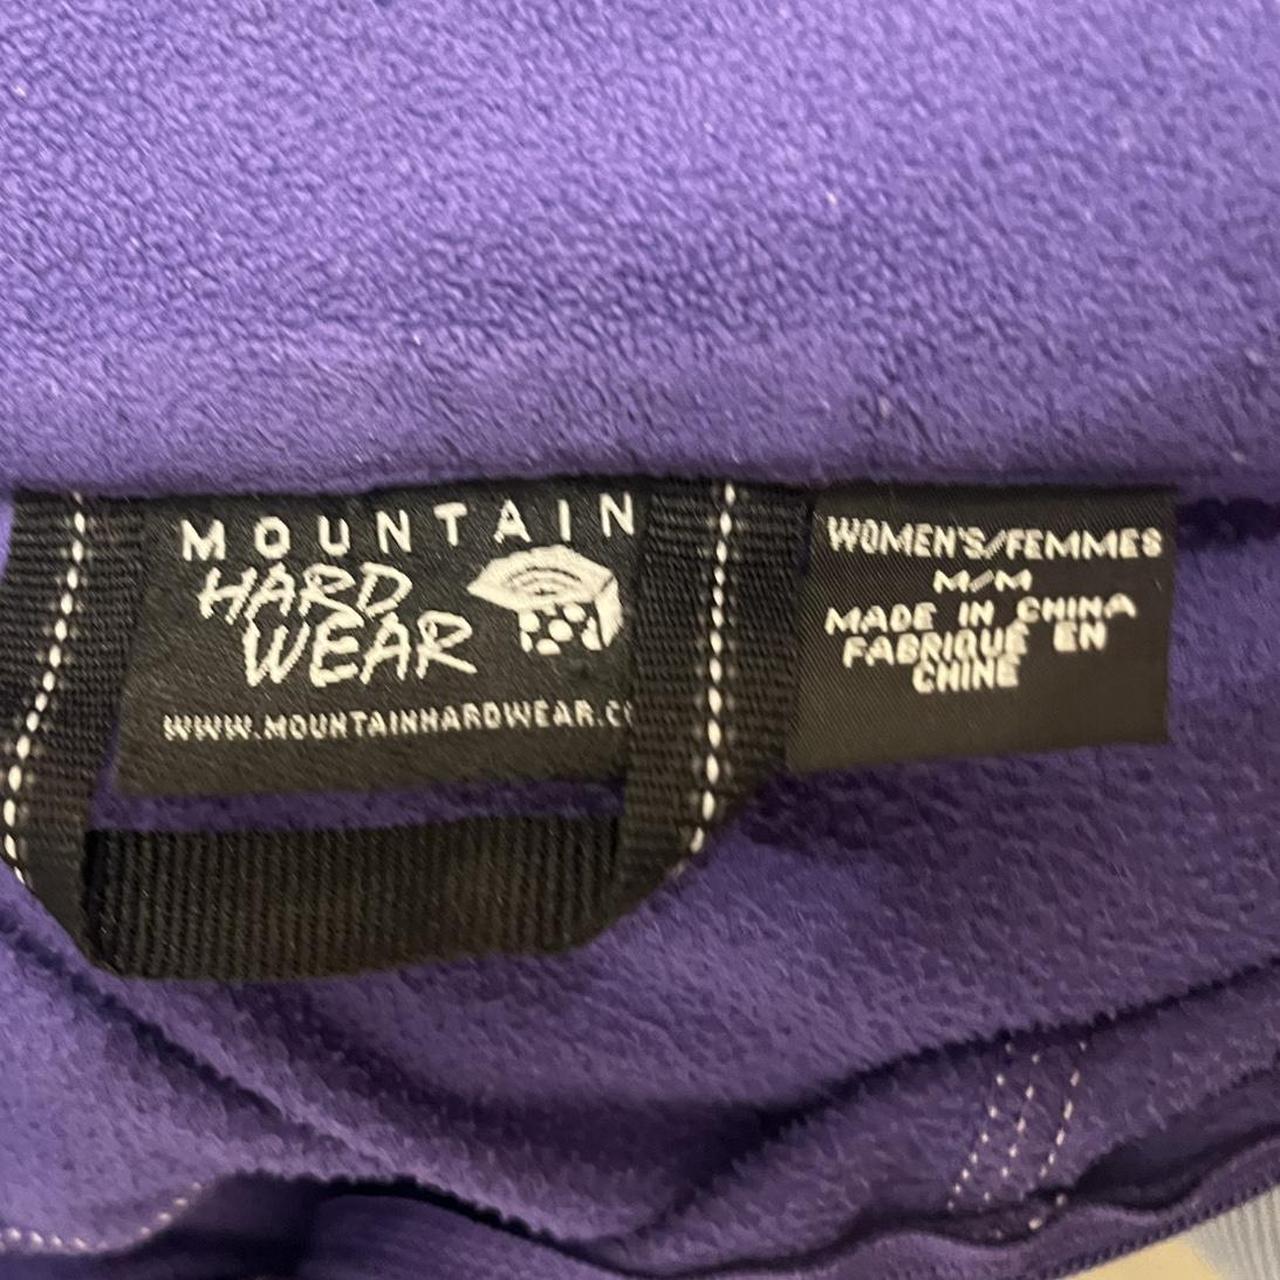 MOUNTAIN
HARD
WEAR
WWW.MOUNTAINHARDWEAR.C
WOMEN'S/FEMMES
M/M
MADE IN CHINA
FABRIQUÉ EN
CHINE